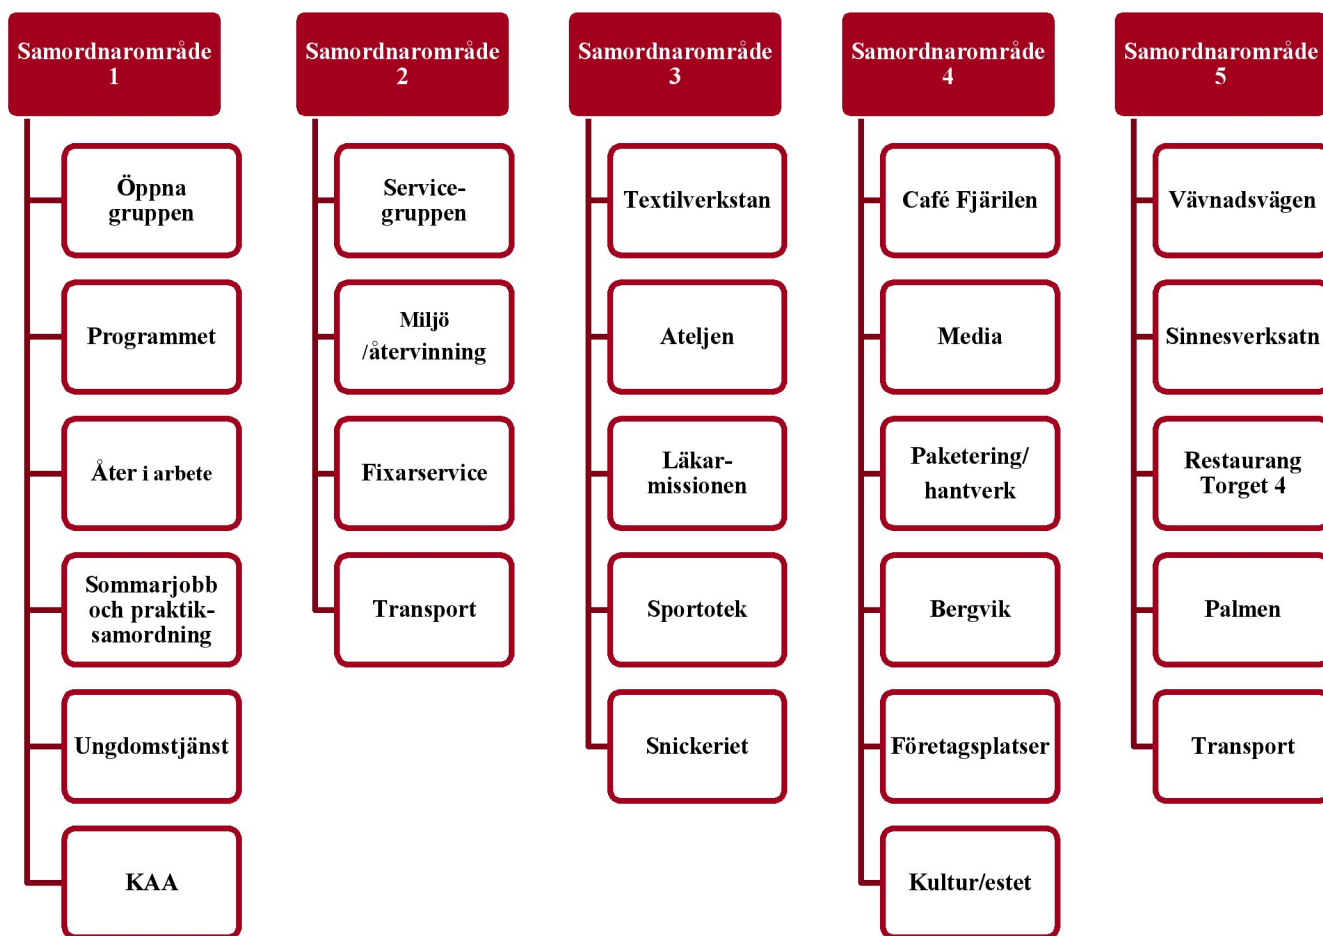 Samordnarområde
1
Öppna
gruppen
Programmet
Åter i arbete
Sommarjobb
och praktik-
samordning
Ungdomstjänst
KAA
Samordnarområde
2
Service-
gruppen
Miljö
/återvinning
Fixarservice
Transport
Samordnarområde
3
Textilverkstan
Ateljen
Läkar-
missionen
Sportotek
Snickeriet
Samordnarområde
4
Café Fjärilen
Media
Paketering/
hantverk
Bergvik
Företagsplatser
Kultur/estet
Samordnarområde
5
Vävnadsvägen
Sinnesverksatn
Restaurang
Torget 4
Palmen
Transport